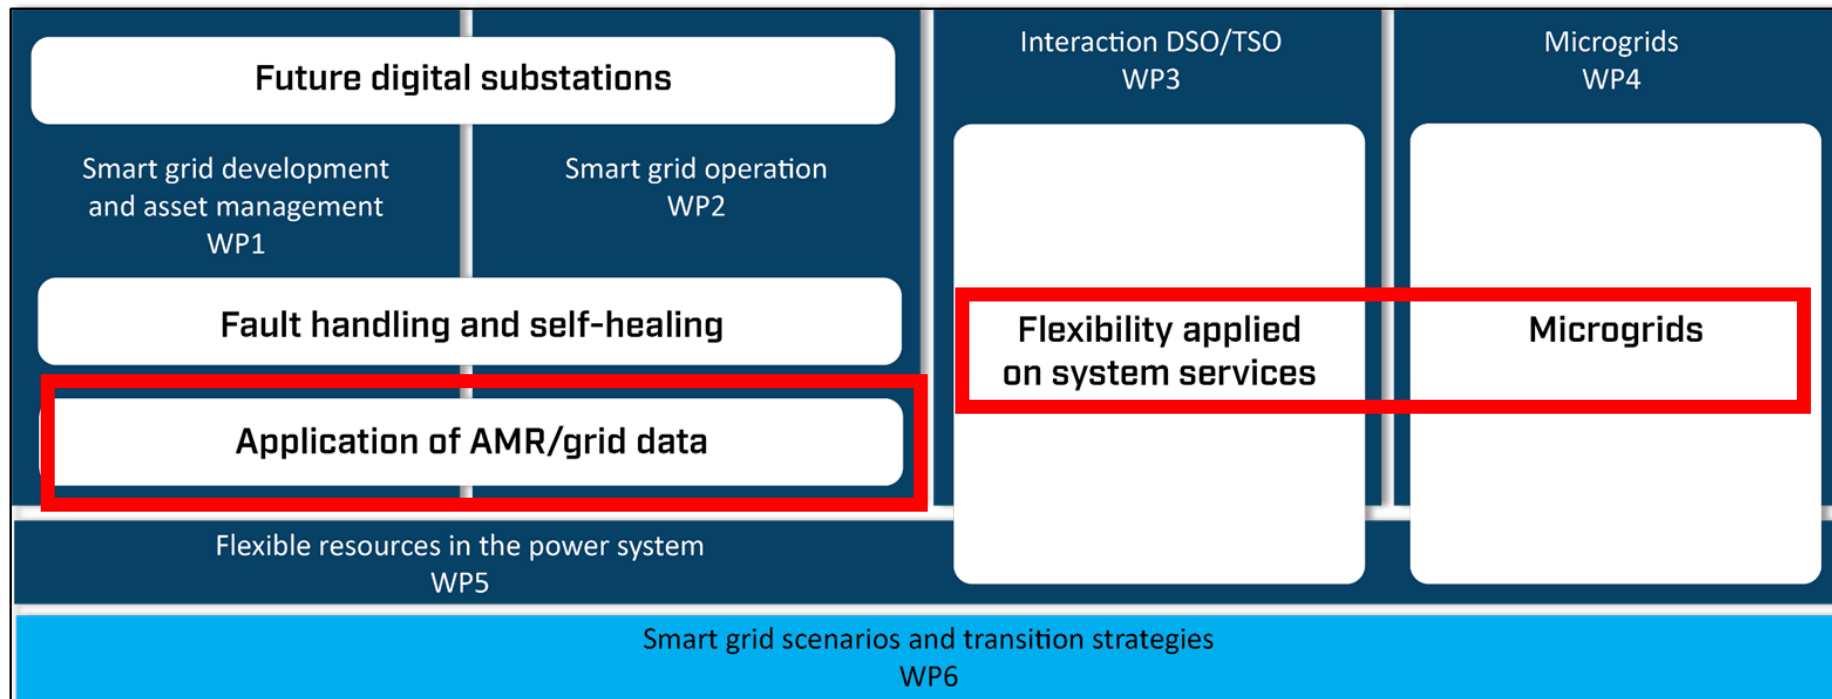 Future digital substations
Smart grid development
and asset management
WP1
Smart grid operation
WP2
Fault handling and self-healing
Application of AMR/grid data
Interaction DSO/TSO
WP3
Flexibility applied
on system services
Microgrids
WP4
Microgrids
Flexible resources in the power system
WP5
Smart grid scenarios and transition strategies
WP6